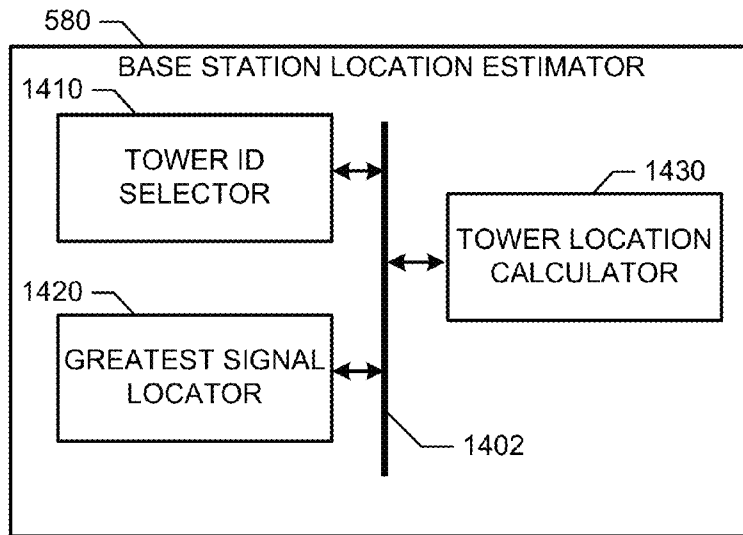 580
BASE STATION LOCATION ESTIMATOR
1410
TOWER ID
SELECTOR
1430
TOWER LOCATION
CALCULATOR
1420
GREATEST SIGNAL
LOCATOR
1402